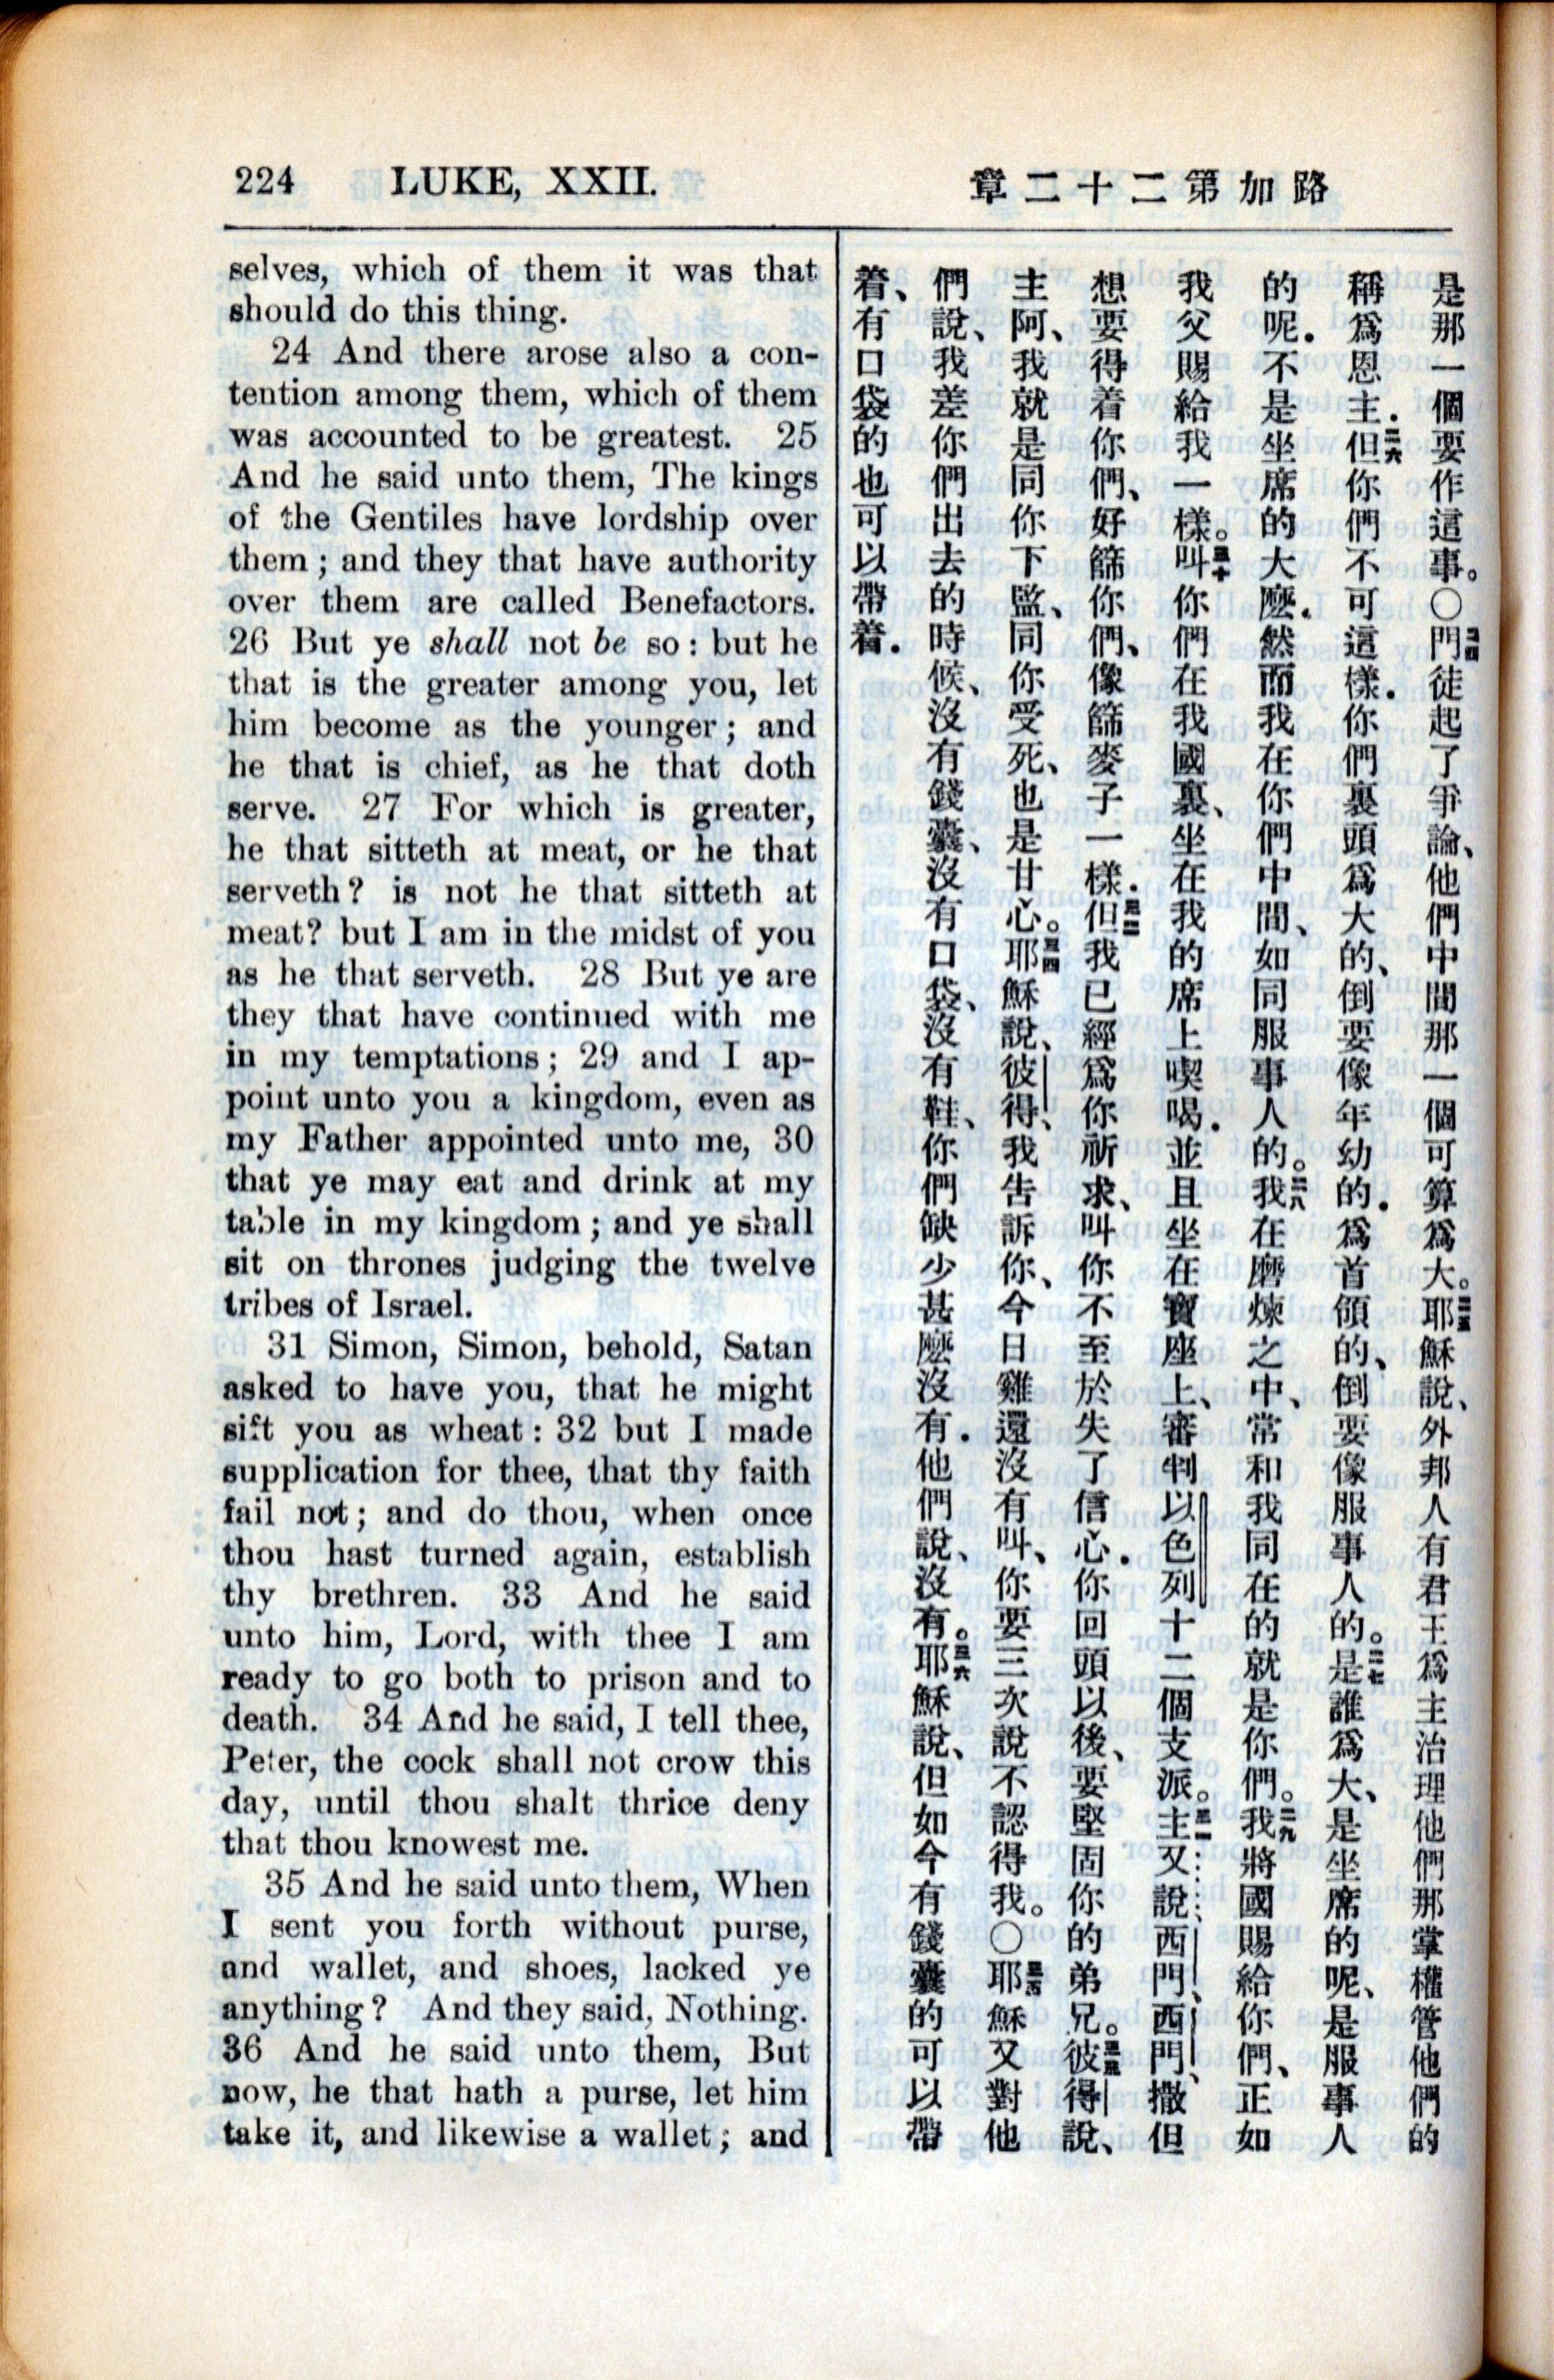 224 LUKE, XXII.
章二十二第加路
selves, which of them it was that
should do this thing.
24 And there arose also a con-
tention among them, which of them
was accounted to be greatest. 25
And he said unto them, The kings
of the Gentiles have lordship over
them; and they that have authority
over them are called Benefactors.
26 But ye shall not be so: but he
that is the greater among you, let
him become as the younger; and
he that is chief, as he that doth
serve. 27 For which is greater,
he that sitteth at meat, or he that
serveth? is not he that sitteth at
meat? but I am in the midst of you
as he that serveth. 28 But ye are
they that have continued with me
in my temptations; 29 and I ap-
point unto you a kingdom, even as
my Father appointed unto me, 30
that ye may eat and drink at my
table in my kingdom; and ye shall
sit on thrones judging the twelve
tribes of Israel.
31 Simon, Simon, behold, Satan
asked to have you, that he might
sift you as wheat: 32 but I made
supplication for thee, that thy faith
fail not; and do thou, when once
thou hast turned again, establish
thy brethren. 33 And he said
unto him, Lord, with thee I am
ready to go both to prison and to
death. 34 And he said, I tell thee,
Peter, the cock shall not crow this
day, until thou shalt thrice deny
that thou knowest me.
35 And he said unto them, When
I sent you forth without purse,
and wallet, and shoes, lacked ye
anything? And they said, Nothing.
36 And he said unto them, But
now, he that hath a purse, let him
take it, and likewise a wallet; and
是那一個要作這事。○二四門徒起了爭論、他們中間那一個可算爲大。二五耶穌說、外邦人有君王爲主治理他們那掌權管他們的
稱爲恩主.二六但你們不可這樣.你們裏頭爲大的、倒要像年幼的.爲首領的、倒要像服事人的。二七是誰爲大、是坐席的呢、是服事人
的呢.不是坐席的大麼.然而我在你們中間、如同服事人的。二八我在磨煉之中、常和我同在的就是你們。二九我將國賜給你們、正如
我父賜給我一樣。三十叫你們在我國裏、坐在我的席上喫喝.並且坐在寶座上、審判以色列十二個支派。三一主又說西門、西門、撒但
想要得着你們、好篩你們、像篩麥子一樣.三二但我已經爲你祈求、叫你不至於失了信心.你回頭以後、要堅固你的弟兄。三三彼得說、
主阿、我就是同你下監、同你受死、也是甘心。三四耶穌說、彼得、我告訴你、今日雞還沒有叫、你要三次說不認得我。○三五耶穌又對他
們說、我差你們出去的時候、沒有錢囊、沒有口袋、沒有鞋、你們缺少甚麼沒有.他們說、沒有。三六耶穌說、但如今有錢囊的可以帶
着、有口袋的也可以帶着.